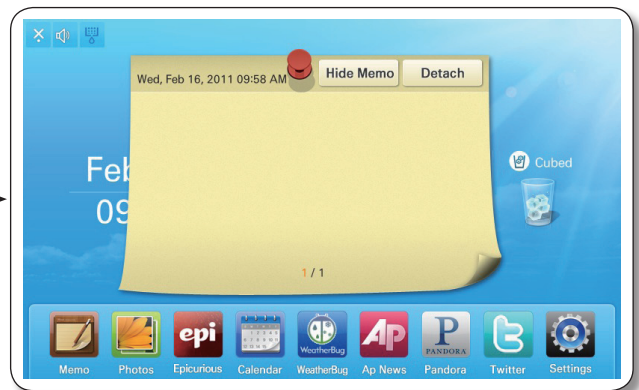 Wed, Feb 16, 2011 09:58 AM
Hide Memo
Detach
Feb
09
Cubed
1 / 1
epi
WeatherBug
AP
P
PANDORA
Memo
Photos
Epicurious
Calendar
WeatherBug
Ap News
Pandora
Twitter
Settings